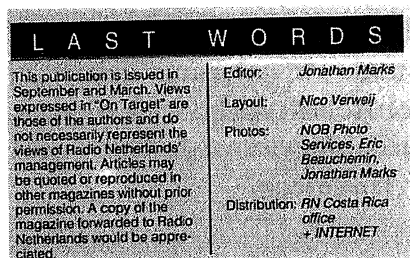 LAST WORDS
This publication is issued in
September and March. Views
expressed in "On Target" are
those of the authors and do
not necessarily represent the
views of Radio Netherlands'
management. Articles may
be quoted or reproduced in
other magazines without prior
permission. A copy of the
magazine forwarded to Radio
Netherlands would be appre-
ciated
Editor: Jonathan Marks
Layout: Nico Verweij
Photos: NOB Photo
Services, Eric
Beauchemin,
Jonathan Marks
Distribution: RN Costa Rica
office
+ INTERNET